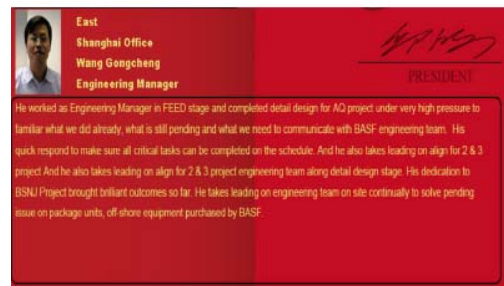 East
Shanghai Office
Wang Gongcheng
Engineering Manager
PRESIDENT
He worked as Engineering Manager in FEED stage and completed detail design for AQ project under very high pressure to
familiar what we did already, what is still pending and what we need to communicate with BASF engineering team. His
quick respond to make sure all critical tasks can be completed on the schedule. And he also takes leading on align for 2 & 3
project And he also takes leading on align for 2 & 3 project engineering team along detail design stage. His dedication to
BSNJ Project brought brilliant outcomes so far. He takes leading on engineering team on site continually to solve pending
issue on package units, off-shore equipment purchased by BASF.